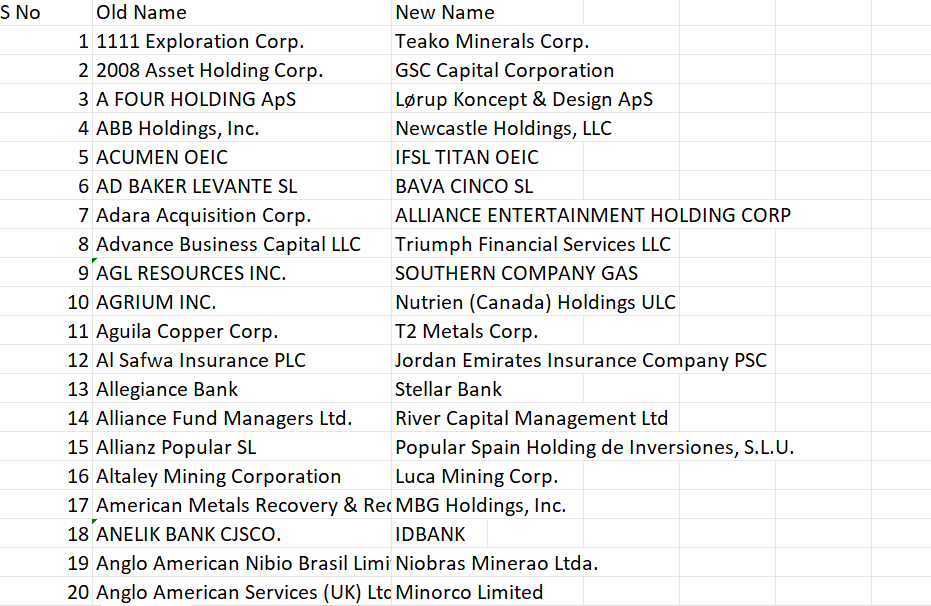 S No Old Name New Name
1 1111 Exploration Corp. Teako Minerals Corp.
2 2008 Asset Holding Corp. GSC Capital Corporation
3 A FOUR HOLDING ApS Lørup Koncept & Design ApS
4 ABB Holdings, Inc. Newcastle Holdings, LLC
5 ACUMEN OEIC IFSL TITAN OEIC
6 AD BAKER LEVANTE SL BAVA CINCO SL
7 Adara Acquisition Corp. ALLIANCE ENTERTAINMENT HOLDING CORP
8 Advance Business Capital LLC Triumph Financial Services LLC
9 AGL RESOURCES INC. SOUTHERN COMPANY GAS
10 AGRIUM INC. Nutrien (Canada) Holdings ULC
11 Aguila Copper Corp. T2 Metals Corp.
12 Al Safwa Insurance PLC Jordan Emirates Insurance Company PSC
13 Allegiance Bank Stellar Bank
14 Alliance Fund Managers Ltd. River Capital Management Ltd
15 Allianz Popular SL Popular Spain Holding de Inversiones, S.L.U.
16 Altaley Mining Corporation Luca Mining Corp.
17 American Metals Recovery & Rec MBG Holdings, Inc.
18 ANELIK BANK CJSCO. IDBANK
19 Anglo American Nibio Brasil Limi Niobras Minerao Ltda.
20 Anglo American Services (UK) Ltd Minorco Limited